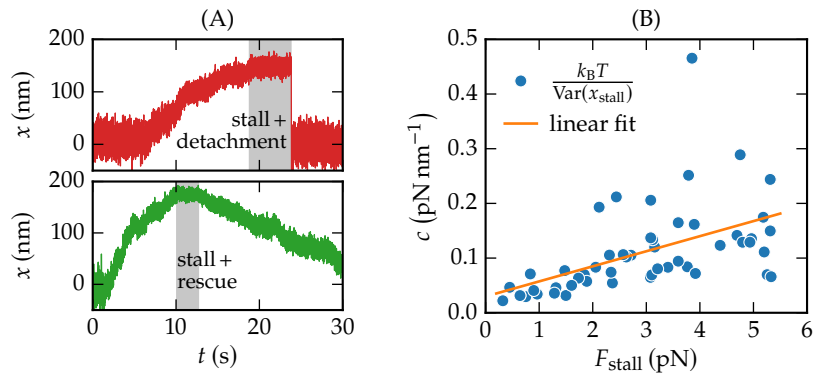 (A)
200
100
0
x (nm)
stall +
detachment
200
100
0
x (nm)
stall +
rescue
0
10
20
30
t (s)
(B)
0.5
0.4
0.3
0.2
0.1
0.0
c (pN nm⁻¹)
k_BT
Var(x_stall)
linear fit
0
1
2
3
4
5
6
F_stall (pN)